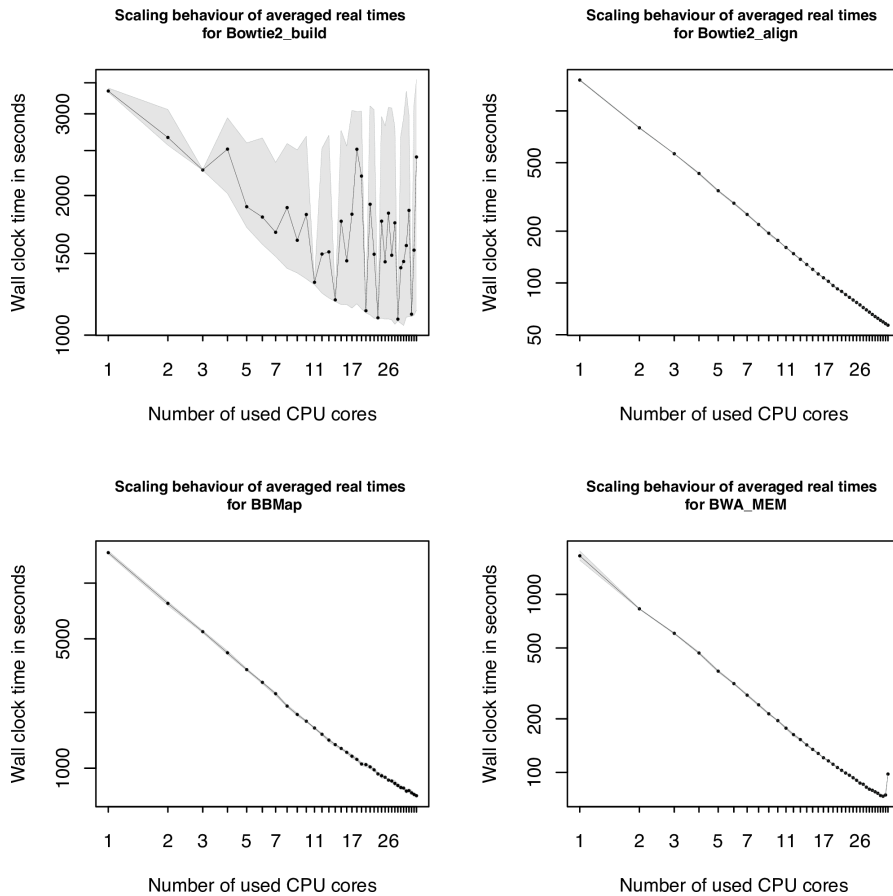 Scaling behaviour of averaged real times
for Bowtie2_build
Wall clock time in seconds
3000
2000
1500
1000
1 2 3 5 7 11 17 26
Number of used CPU cores
Scaling behaviour of averaged real times
for Bowtie2_align
Wall clock time in seconds
500
200
100
50
1 2 3 5 7 11 17 26
Number of used CPU cores
Scaling behaviour of averaged real times
for BBMap
Wall clock time in seconds
5000
1000
1 2 3 5 7 11 17 26
Number of used CPU cores
Scaling behaviour of averaged real times
for BWA_MEM
Wall clock time in seconds
1000
500
200
100
1 2 3 5 7 11 17 26
Number of used CPU cores